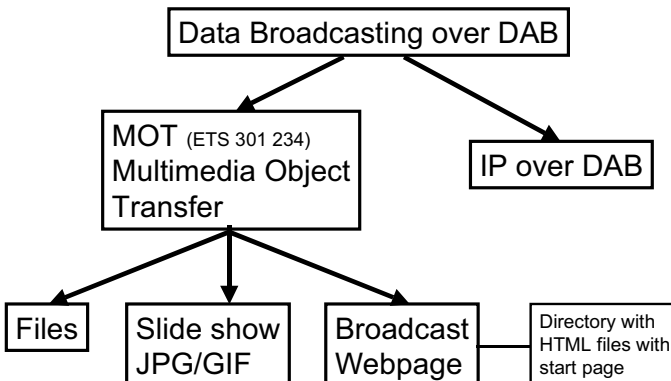 Data Broadcasting over DAB
MOT (ETS 301 234)
Multimedia Object
Transfer
IP over DAB
Files
Slide show
JPG/GIF
Broadcast
Webpage
Directory with
HTML files with
start page